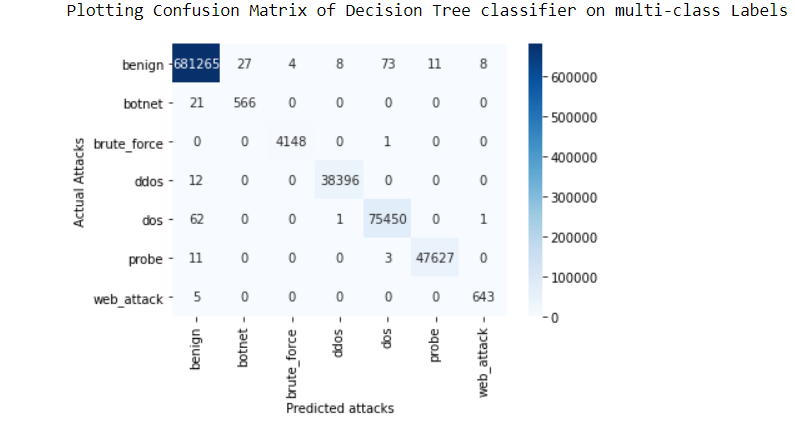 Plotting Confusion Matrix of Decision Tree classifier on multi-class Labels
benign 681265 27 4 8 73 11 8
botnet 21 566 0 0 0 0 0
brute_force 0 0 4148 0 1 0 0
ddos 12 0 0 38396 0 0 0
dos 62 0 0 1 75450 0 1
probe 11 0 0 0 3 47627 0
web_attack 5 0 0 0 0 0 643
Actual Attacks
benign botnet brute_force ddos dos probe web_attack
Predicted attacks
600000
500000
400000
300000
200000
100000
0